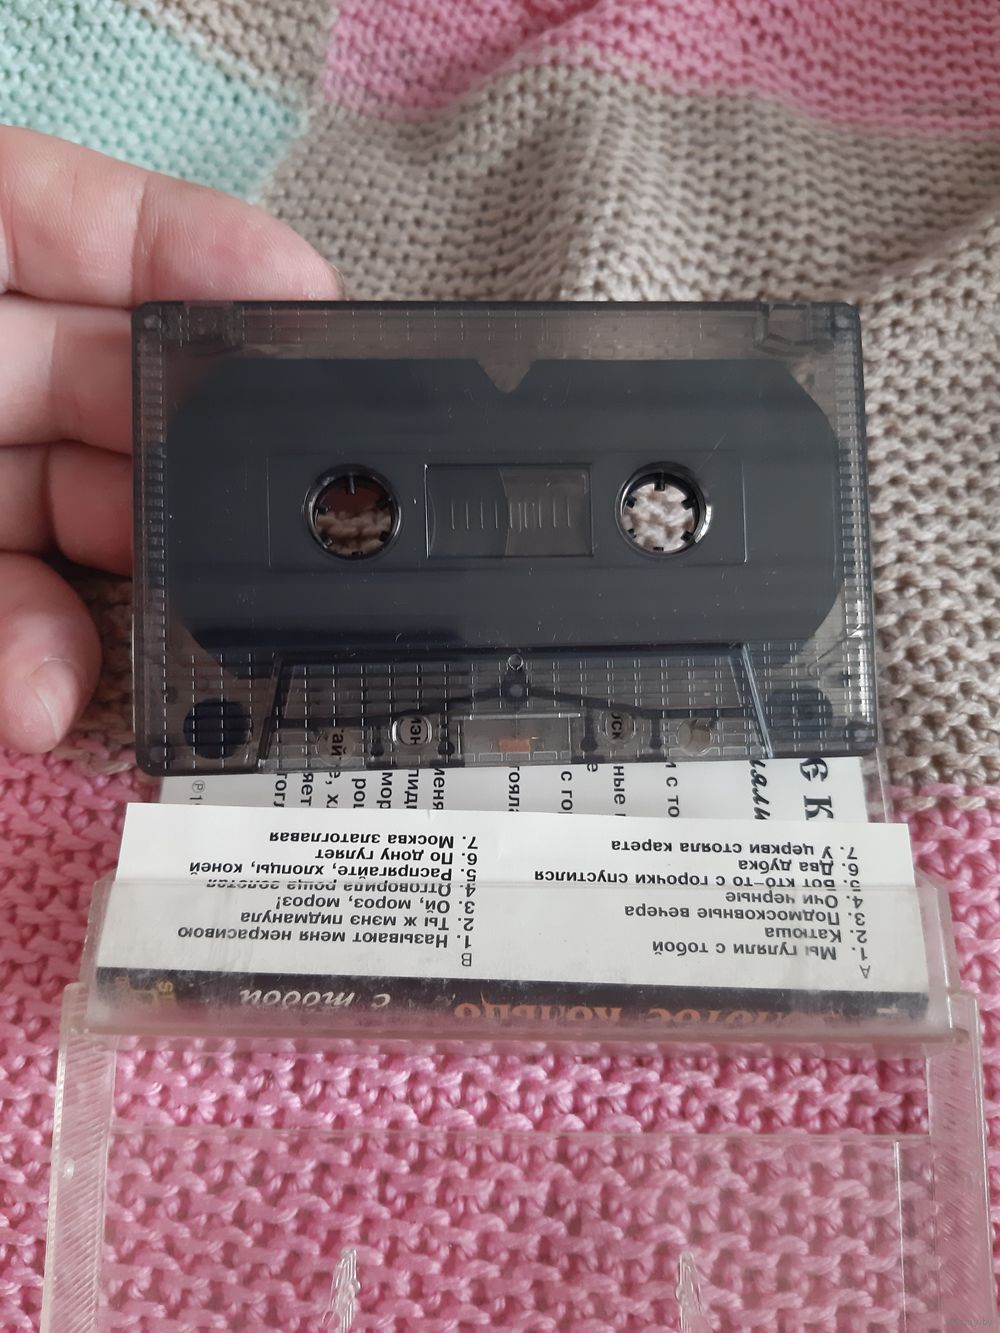 A
1. Мы гуляли с тобой
2. Катюша
3. Подмосковные вечера
4. Очи черные
5. Вот кто-то с горочки спустился
6. Два дубка
7. У церкви стояла карета
В
1. Называют меня некрасивою
2. Ты ж мэнэ пидманула
3. Ой, мороз, мороз!
4. Отговорила роща золотая
5. Распрягайте, хлопцы, коней
6. По дону гуляет
7. Москва златоглавая
кольцо
с тобой